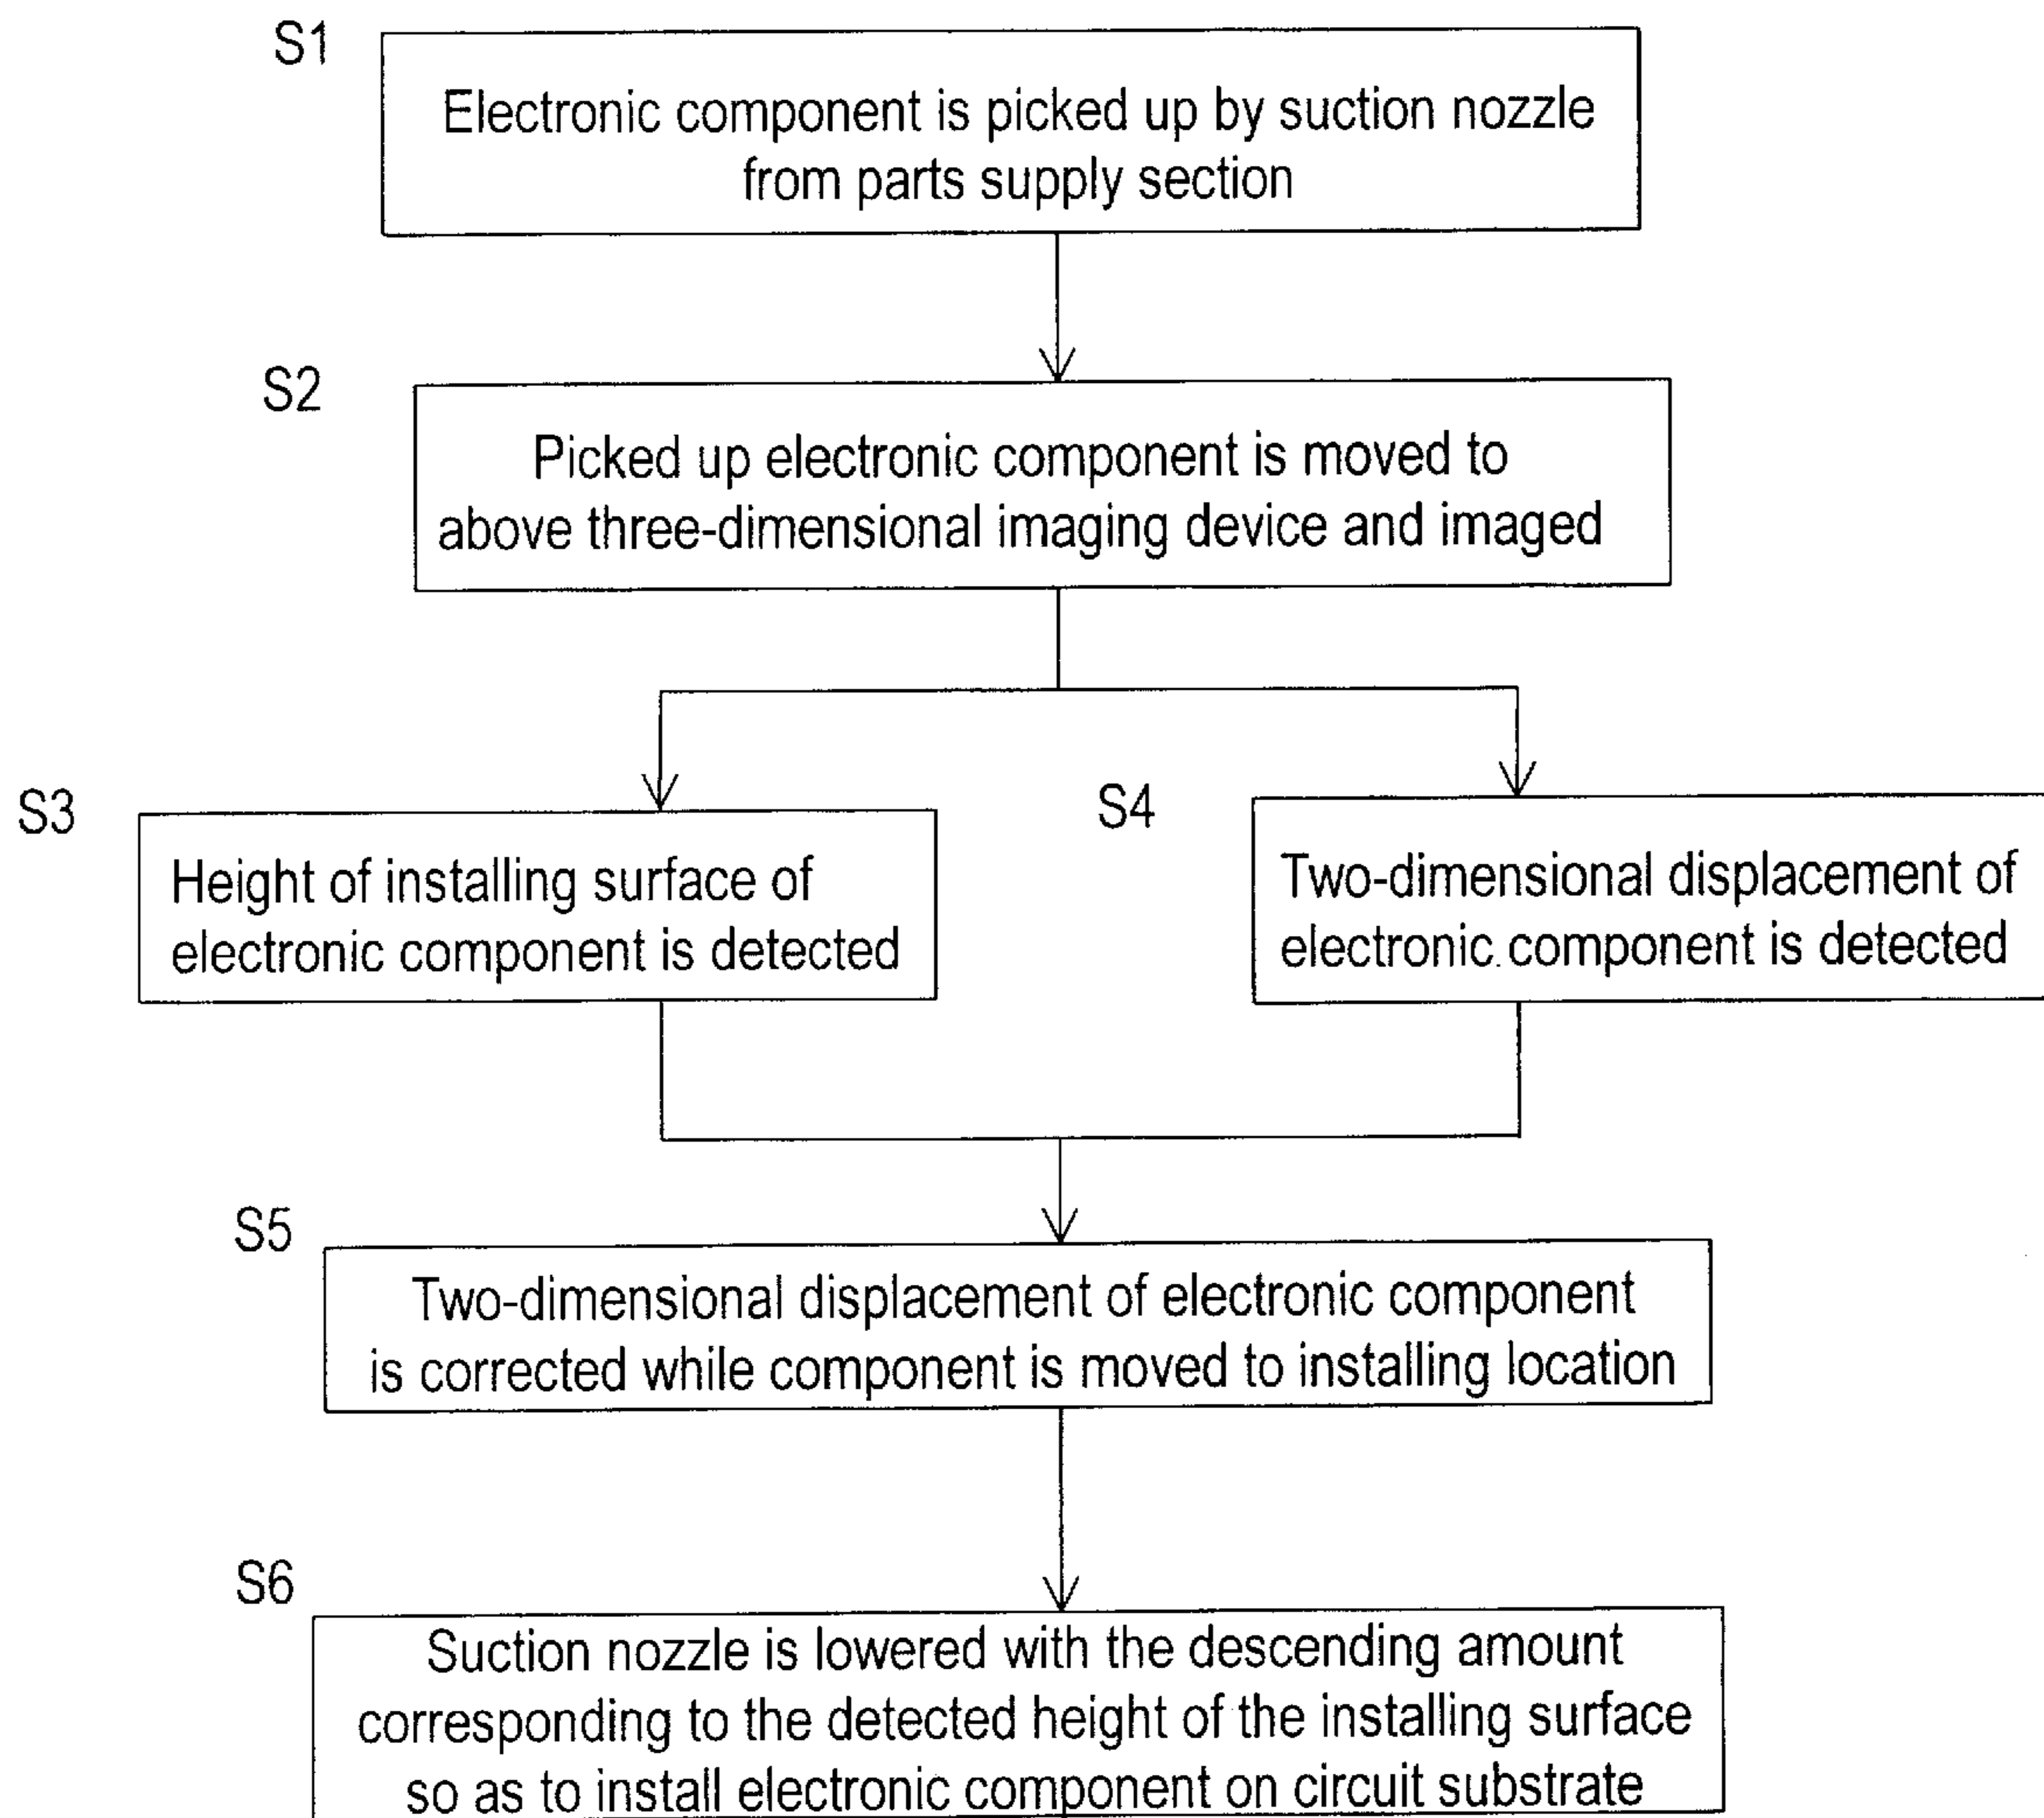 S1
Electronic component is picked up by suction nozzle
from parts supply section
S2
Picked up electronic component is moved to
above three-dimensional imaging device and imaged
S3
Height of installing surface of
electronic component is detected
S4
Two-dimensional displacement of
electronic component is detected
S5
Two-dimensional displacement of electronic component
is corrected while component is moved to installing location
S6
Suction nozzle is lowered with the descending amount
corresponding to the detected height of the installing surface
so as to install electronic component on circuit substrate